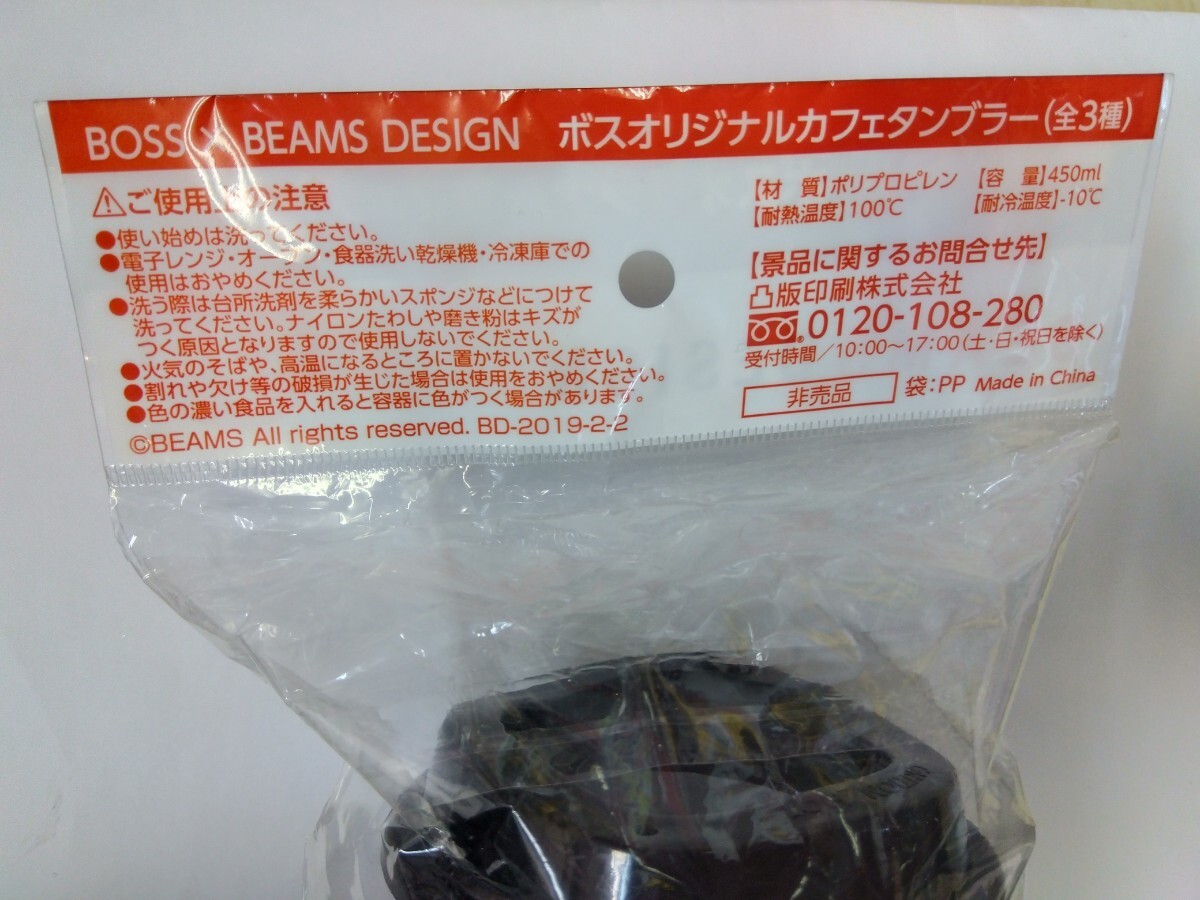 BOSS × BEAMS DESIGN ボスオリジナルカフェタンブラー(全3種)
⚠ご使用上の注意
●使い始めは洗ってください。
●電子レンジ・オーブン・食器洗い乾燥機・冷凍庫での
使用はおやめください。
●洗う際は台所洗剤を柔らかいスポンジなどにつけて
洗ってください。ナイロンたわしや磨き粉はキズが
つく原因となりますので使用しないでください。
●火気のそばや、高温になるところに置かないでください。
●割れや欠け等の破損が生じた場合は使用をおやめください。
●色の濃い食品を入れると容器に色がつく場合があります。
©BEAMS All rights reserved. BD-2019-2-2
【材 質】ポリプロピレン 【容 量】450ml
【耐熱温度】100℃ 【耐冷温度】-10℃
【景品に関するお問合せ先】
凸版印刷株式会社
0120-108-280
受付時間/10:00~17:00(土・日・祝日を除く)
非売品 袋:PP Made in China